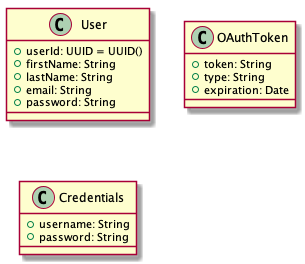 C User
userId: UUID = UUID()
firstName: String
lastName: String
email: String
password: String
C OAuthToken
token: String
type: String
expiration: Date
C Credentials
username: String
password: String